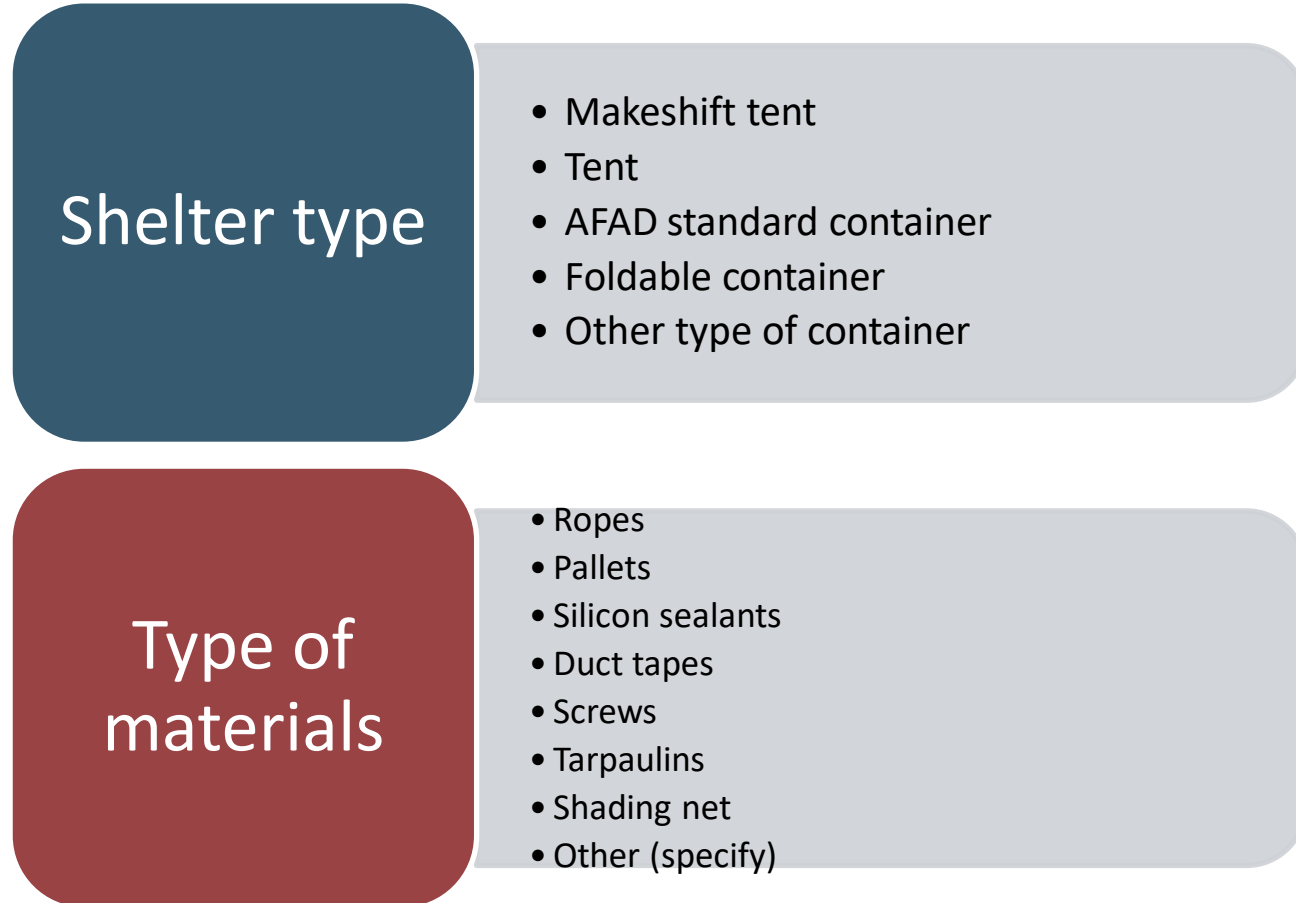 Shelter type
• Makeshift tent
• Tent
• AFAD standard container
• Foldable container
• Other type of container
Type of
materials
• Ropes
• Pallets
• Silicon sealants
• Duct tapes
• Screws
• Tarpaulins
• Shading net
• Other (specify)